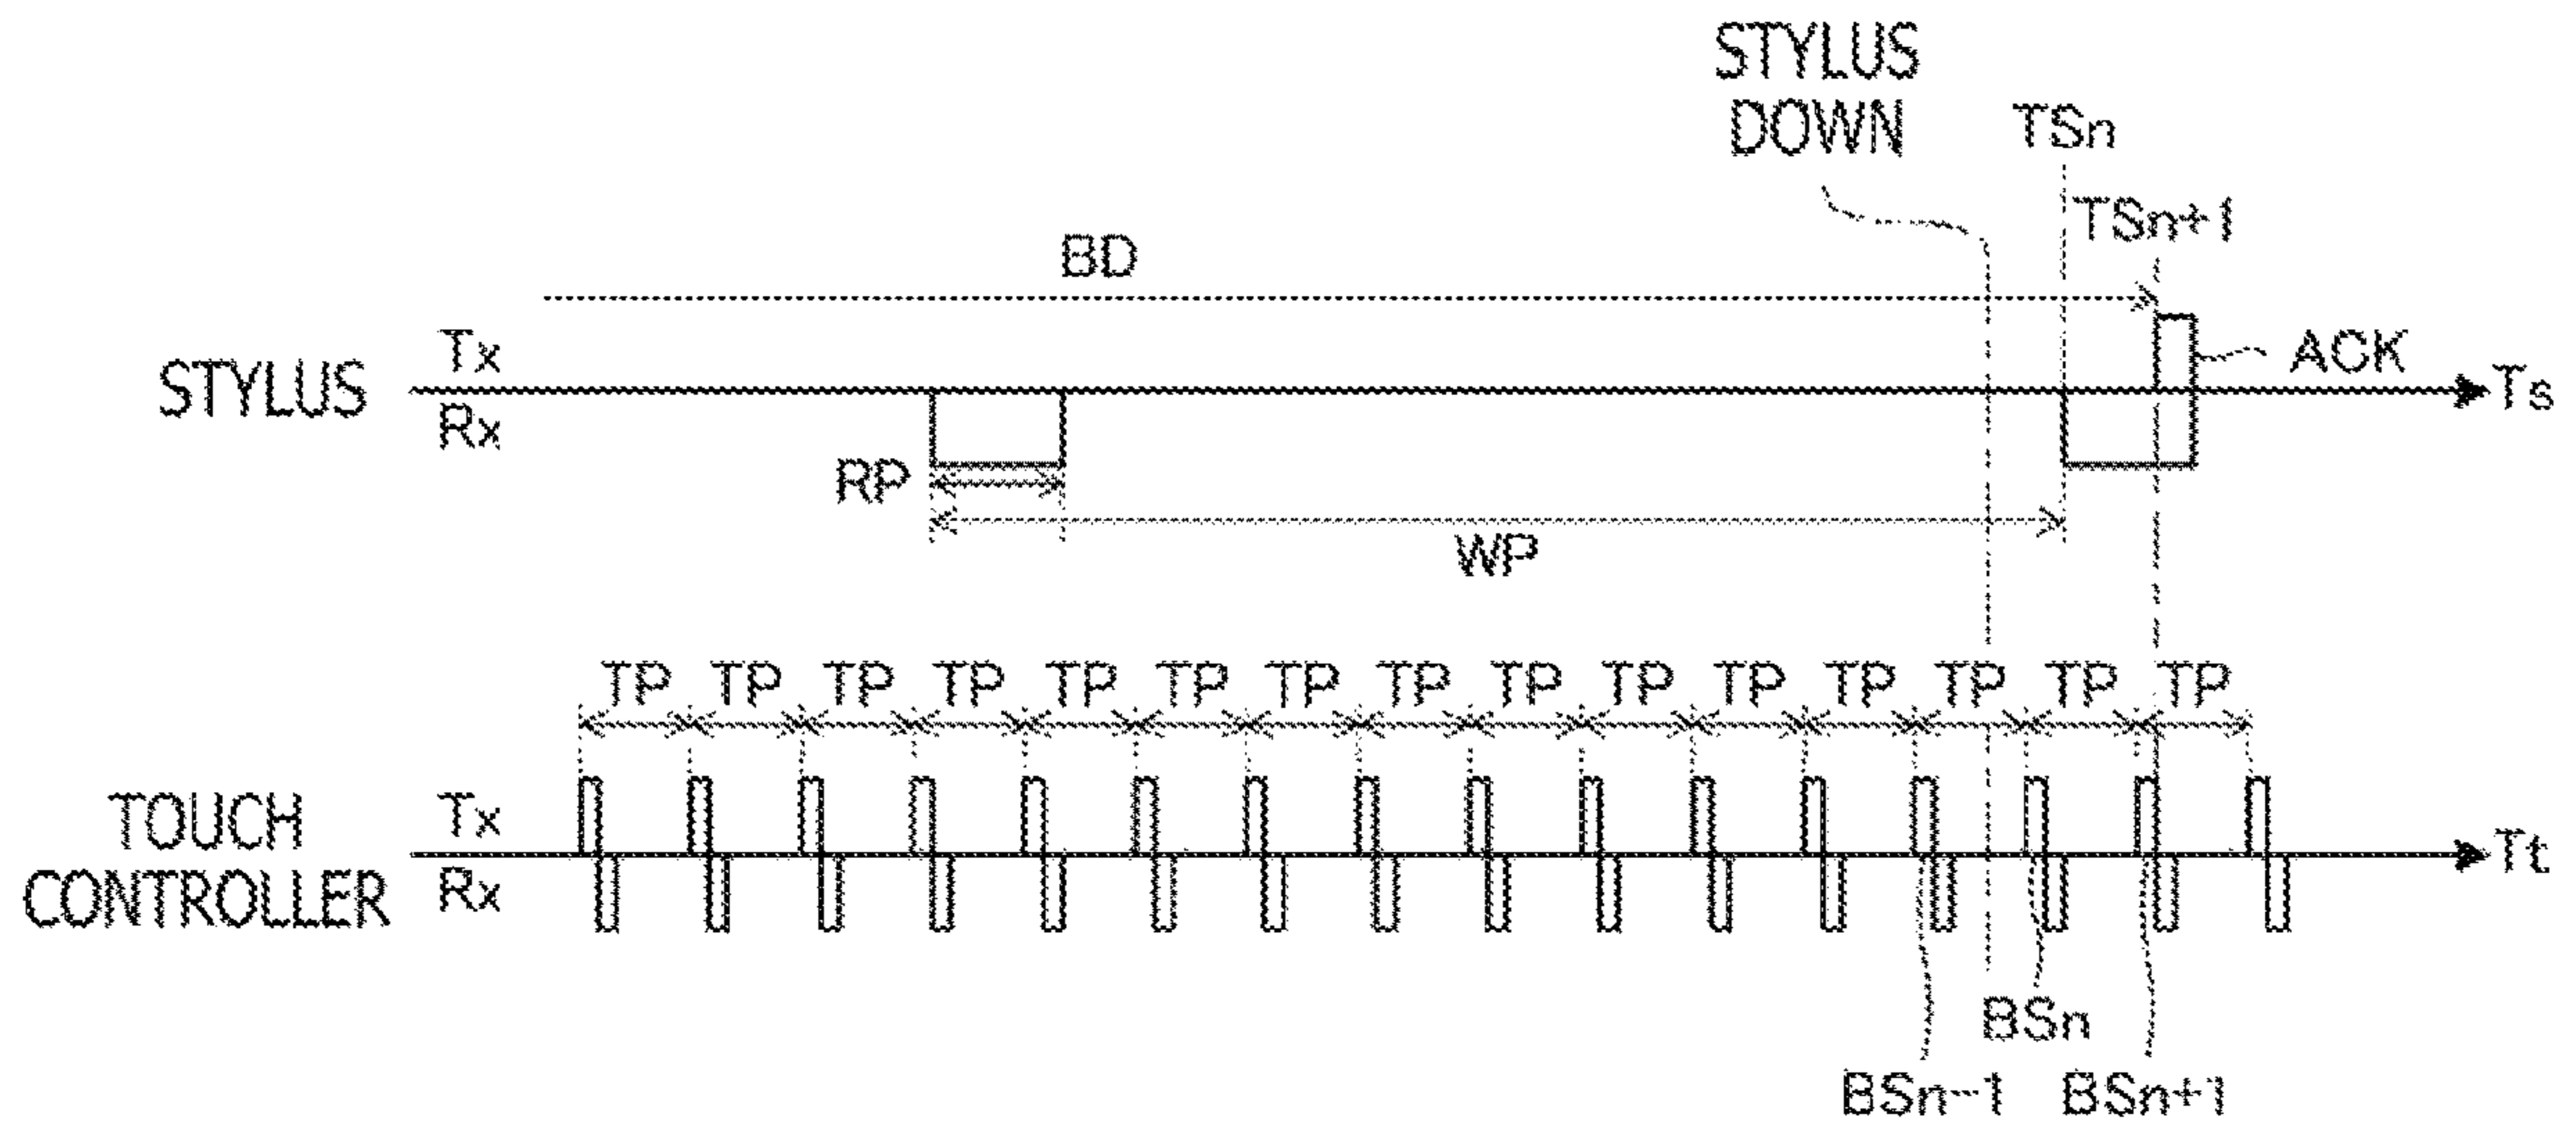 STYLUS
DOWN
TSn
TSn+1
BD
Tx
STYLUS
ACK
Ts
Rx
RP
WP
TP TP TP TP TP TP TP TP TP TP TP TP TP TP TP
TOUCH
CONTROLLER
Tx
Tt
Rx
BSn
BSn-1
BSn+1